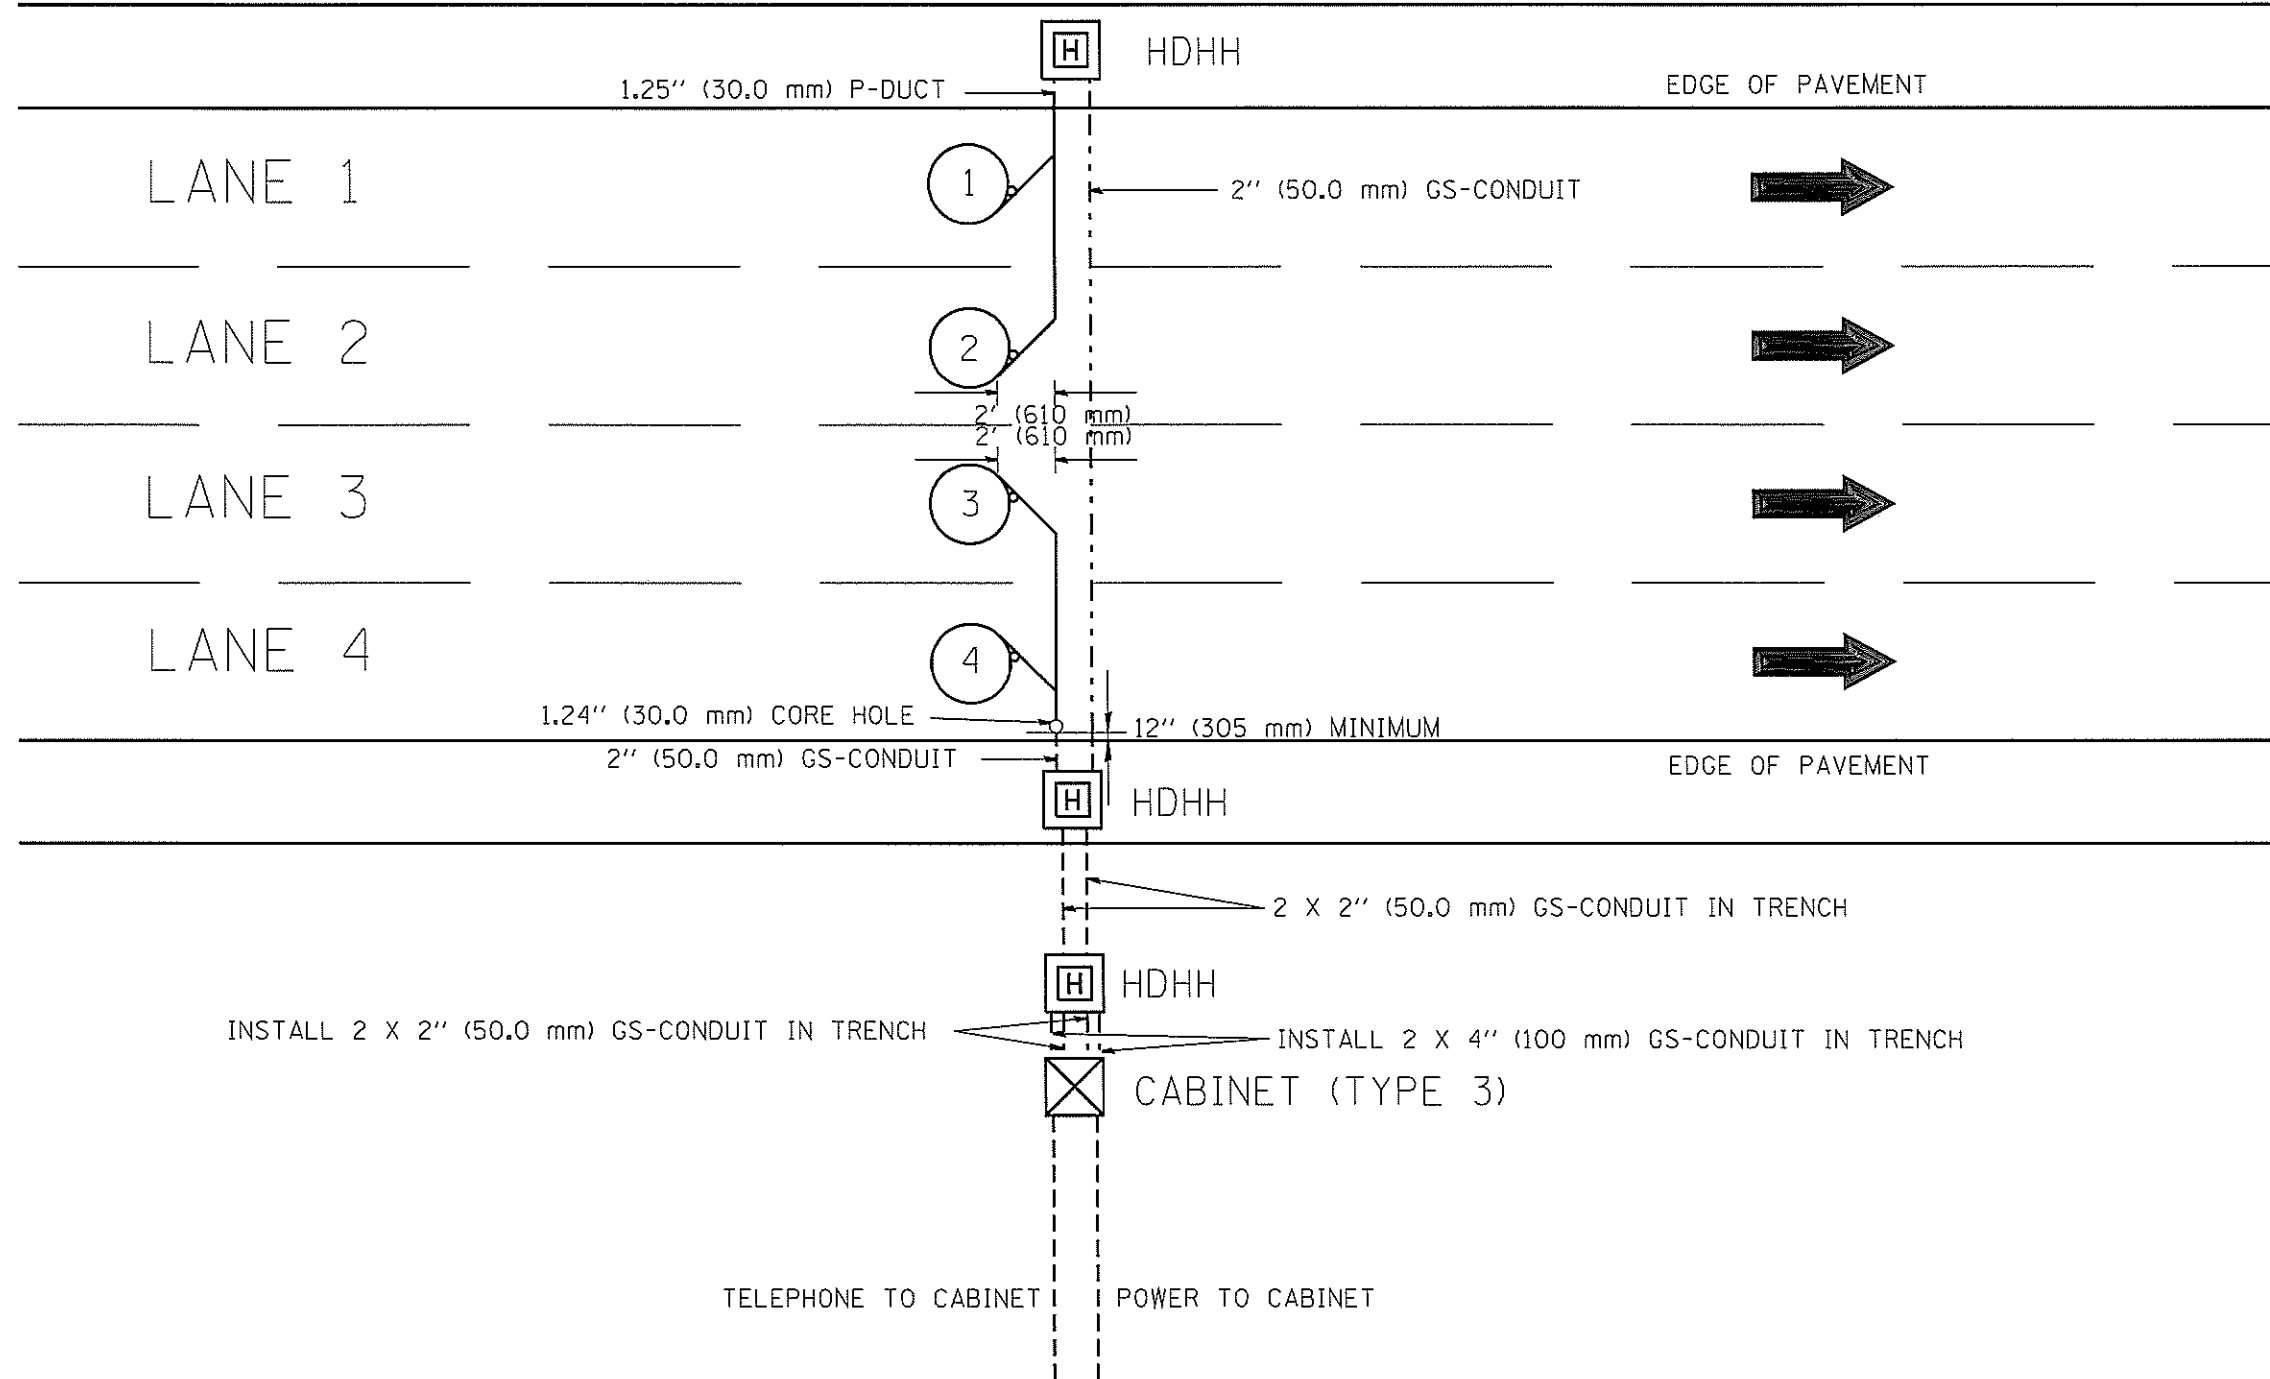 H HDHH
1.25" (30.0 mm) P-DUCT
EDGE OF PAVEMENT
LANE 1
1
2" (50.0 mm) GS-CONDUIT
LANE 2
2
2' (610 mm)
2' (610 mm)
LANE 3
3
LANE 4
4
1.24" (30.0 mm) CORE HOLE
12" (305 mm) MINIMUM
2" (50.0 mm) GS-CONDUIT
EDGE OF PAVEMENT
H HDHH
2 X 2" (50.0 mm) GS-CONDUIT IN TRENCH
H HDHH
INSTALL 2 X 2" (50.0 mm) GS-CONDUIT IN TRENCH
INSTALL 2 X 4" (100 mm) GS-CONDUIT IN TRENCH
CABINET (TYPE 3)
TELEPHONE TO CABINET
POWER TO CABINET